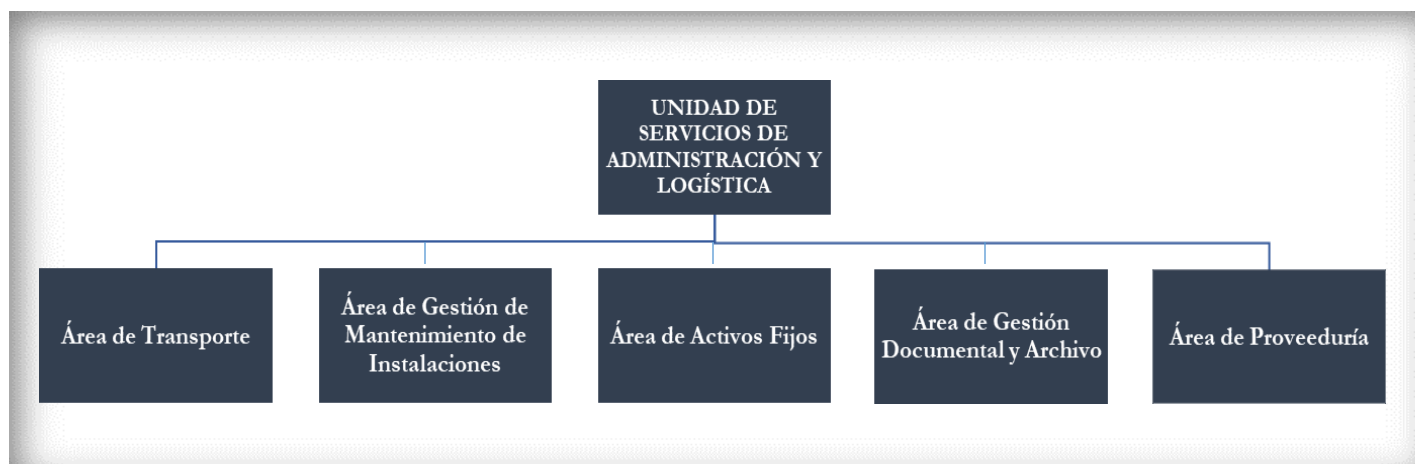 UNIDAD DE
SERVICIOS DE
ADMINISTRACIÓN Y
LOGÍSTICA
Área de Transporte
Área de Gestión de
Mantenimiento de
Instalaciones
Área de Activos Fijos
Área de Gestión
Documental y Archivo
Área de Proveeduría